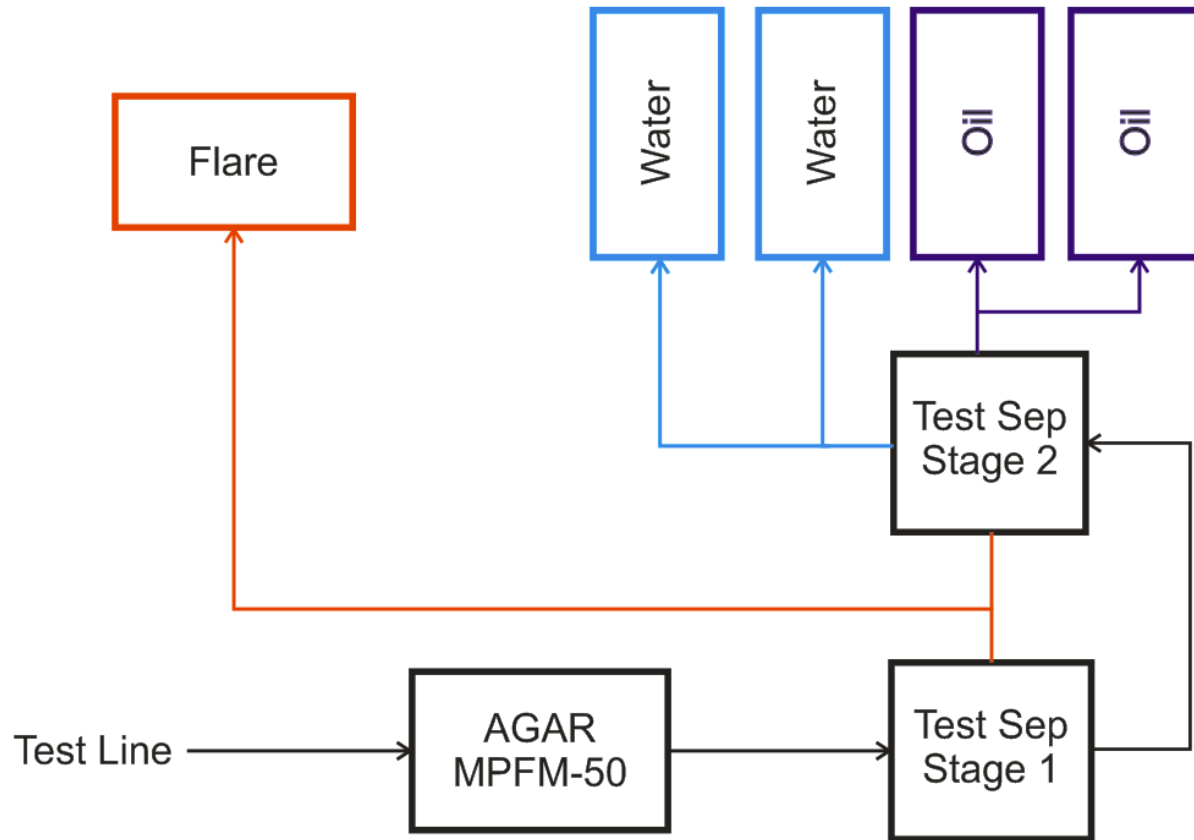 Water
Water
Oil
Oil
Flare
Test Sep
Stage 2
Test Line
AGAR
MPFM-50
Test Sep
Stage 1